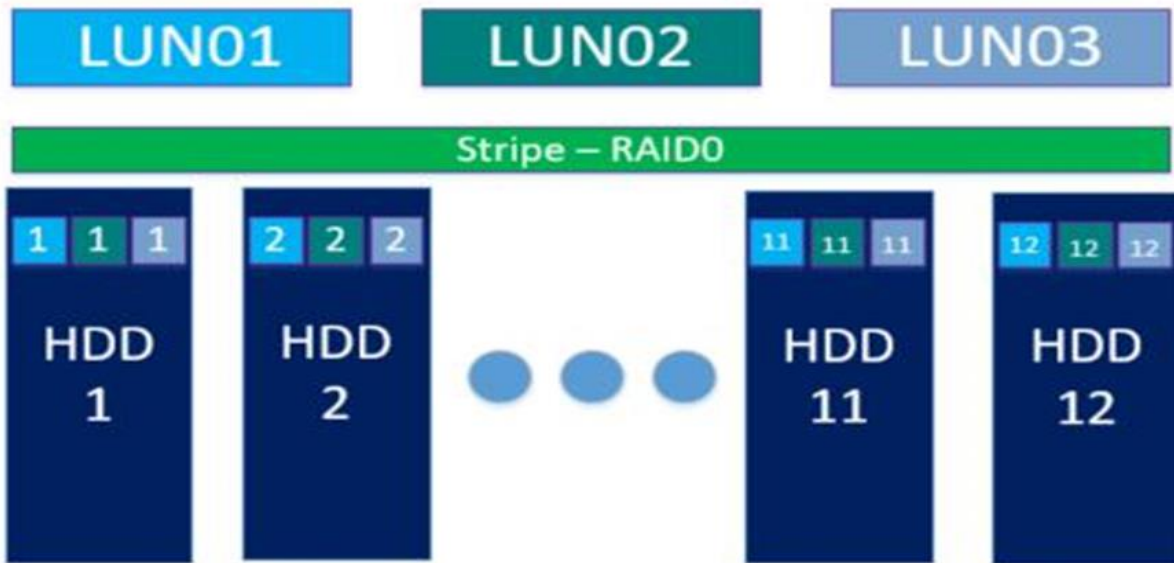 LUN01 LUN02 LUN03
Stripe – RAID0
1 1 1 2 2 2 11 11 11 12 12 12
HDD HDD HDD HDD
1 2 11 12